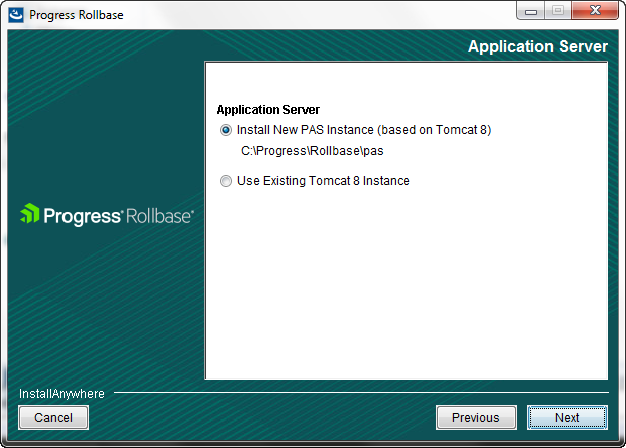 Progress Rollbase
Application Server
Application Server
Install New PAS Instance (based on Tomcat 8)
C:\Progress\Rollbase\pas
Use Existing Tomcat 8 Instance
Progress® Rollbase®
InstallAnywhere
Cancel
Previous
Next